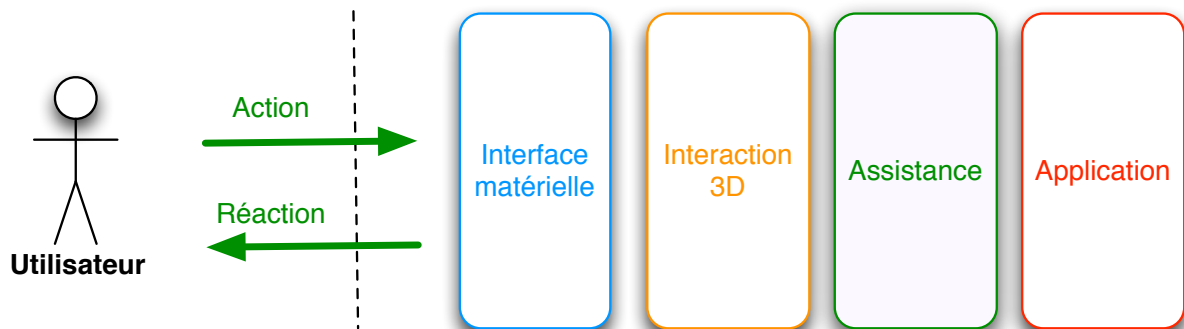 Action
Réaction
Utilisateur
Interface
matérielle
Interaction
3D
Assistance
Application